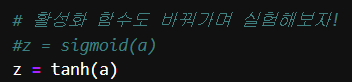 # 활성화 함수도 바꿔가며 실험해보자!
#z = sigmoid(a)
z = tanh(a)